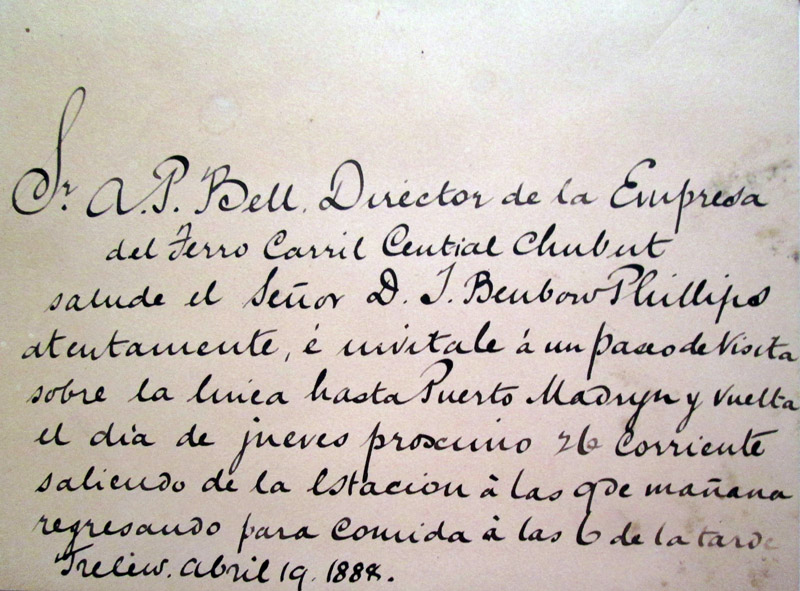 Sr. A. P. Bell. Director de la Empresa
del Ferro Carril Central Chubut
salude el Señor D. J. Benbow Phillips
atentamente, é invitale á un paseo de Visita
sobre la linea hasta Puerto Madryn y vuelta
el dia de jueves proximo 26 corriente
saliendo de la Estacion à las 9 de mañana
regresando para comida à las 6 de la tarde
Trelew. Abril 19. 1888.